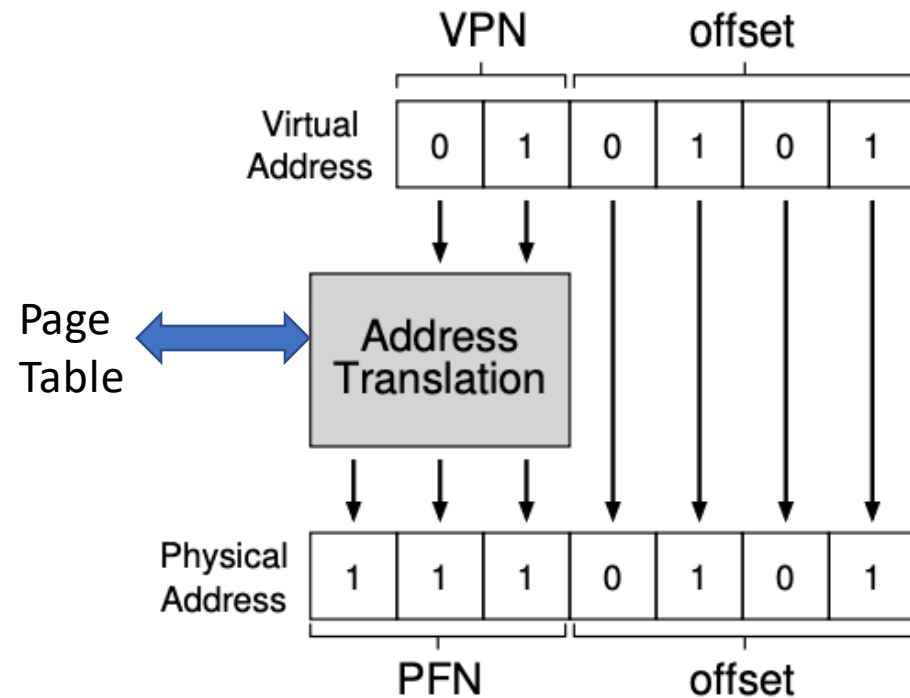 VPN offset
Virtual
Address
0 1 0 1 0 1
Page
Table
Address
Translation
Physical
Address
1 1 1 0 1 0 1
PFN offset